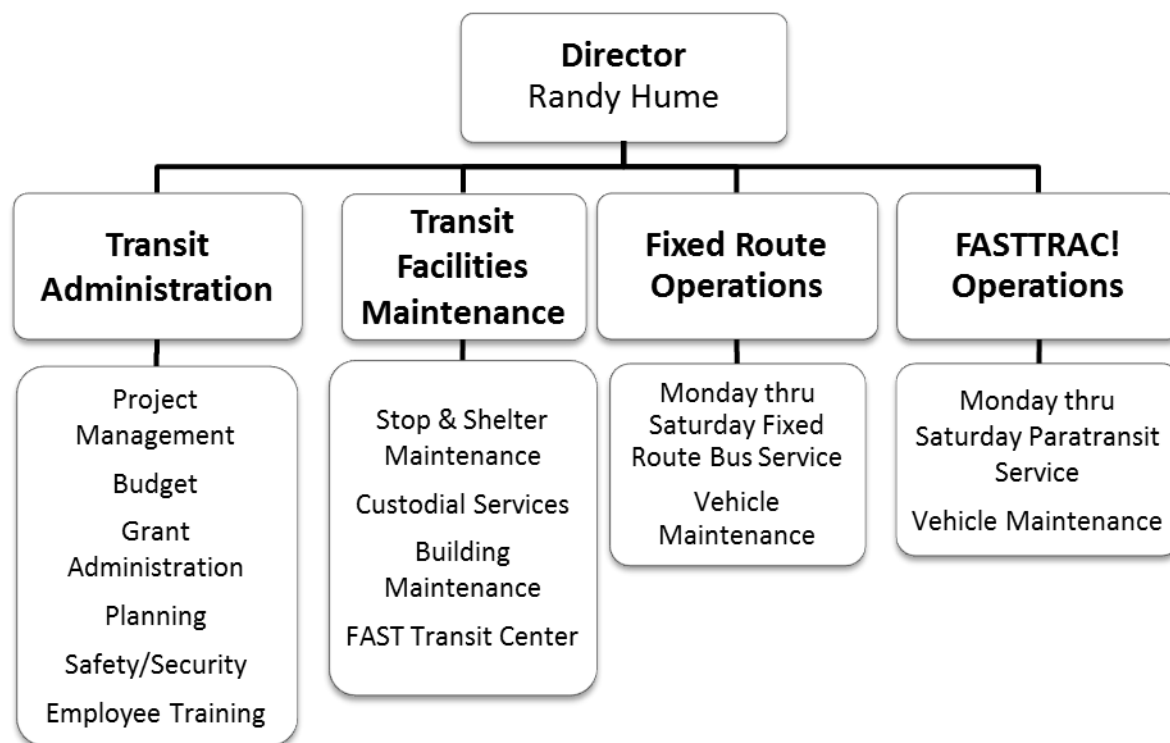 Director
Randy Hume
Transit
Administration
Transit
Facilities
Maintenance
Fixed Route
Operations
FASTTRAC!
Operations
Project
Management
Budget
Grant
Administration
Planning
Safety/Security
Employee Training
Stop & Shelter
Maintenance
Custodial Services
Building
Maintenance
FAST Transit Center
Monday thru
Saturday Fixed
Route Bus Service
Vehicle
Maintenance
Monday thru
Saturday Paratransit
Service
Vehicle Maintenance